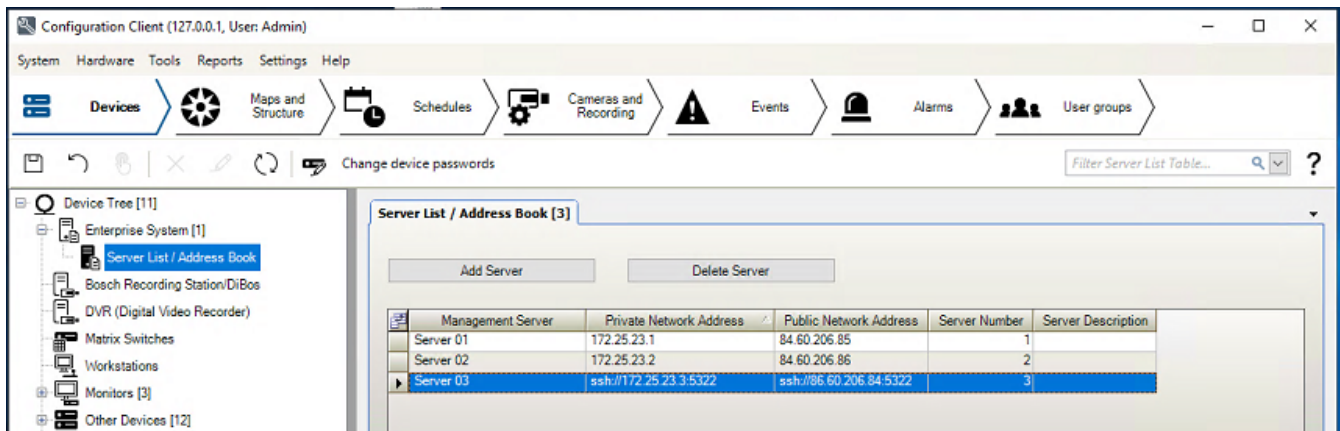 Configuration Client (127.0.0.1, User: Admin)
System Hardware Tools Reports Settings Help
Devices
Maps and
Structure
Schedules
Cameras and
Recording
Events
Alarms
User groups
Change device passwords
Filter Server List Table...
?
Device Tree [11]
Enterprise System [1]
Server List / Address Book
Bosch Recording Station/DiBos
DVR (Digital Video Recorder)
Matrix Switches
Workstations
Monitors [3]
Other Devices [12]
Server List / Address Book [3]
Add Server Delete Server
Management Server Private Network Address Public Network Address Server Number Server Description
Server 01 172.25.23.1 84.60.206.85 1
Server 02 172.25.23.2 84.60.206.86 2
Server 03 ssh://172.25.23.3:5322 ssh://86.60.206.84:5322 3